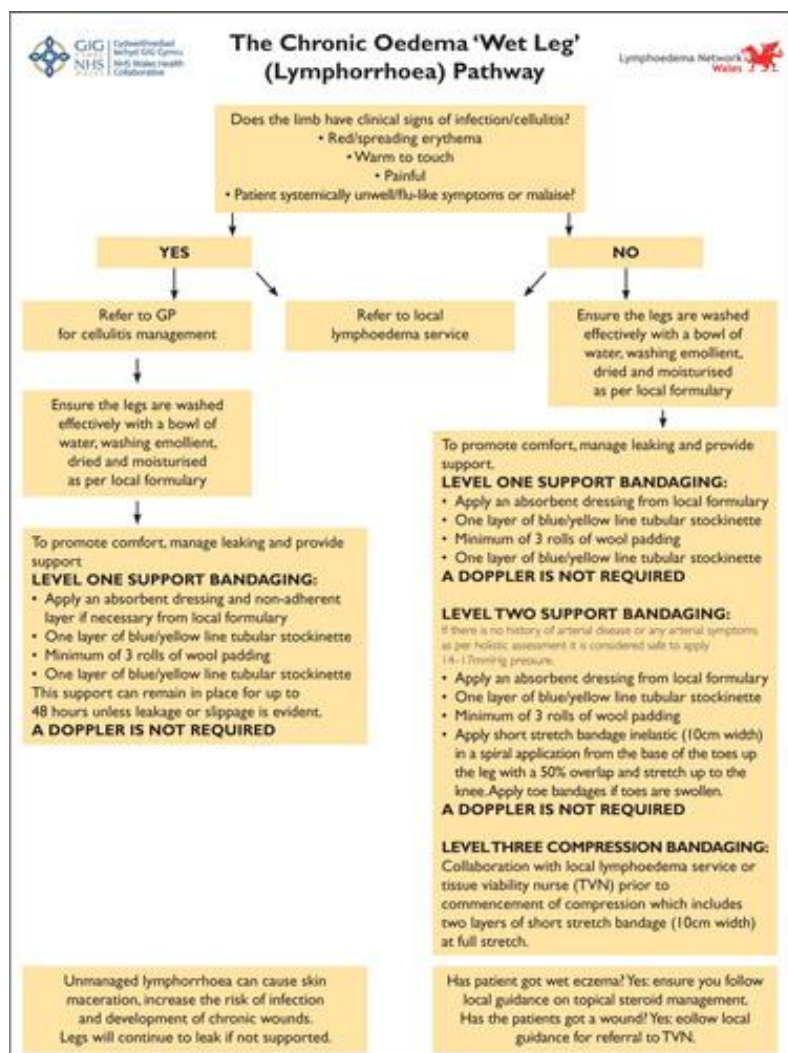 GIG
CYMRU
NHS
WALES
Cydweithrediad
Iechyd GIG Cymru
NHS Wales Health
Collaborative
The Chronic Oedema ‘Wet Leg’
(Lymphorrhoea) Pathway
Lymphoedema Network
Wales
Does the limb have clinical signs of infection/cellulitis?
• Red/spreading erythema
• Warm to touch
• Painful
• Patient systemically unwell/flu-like symptoms or malaise?
YES
NO
Refer to GP
for cellulitis management
Refer to local
lymphoedema service
Ensure the legs are washed
effectively with a bowl of
water, washing emollient,
dried and moisturised
as per local formulary
Ensure the legs are washed
effectively with a bowl of
water, washing emollient,
dried and moisturised
as per local formulary
To promote comfort, manage leaking and provide
support
LEVEL ONE SUPPORT BANDAGING:
• Apply an absorbent dressing and non-adherent
layer if necessary from local formulary
• One layer of blue/yellow line tubular stockinette
• Minimum of 3 rolls of wool padding
• One layer of blue/yellow line tubular stockinette
This support can remain in place for up to
48 hours unless leakage or slippage is evident.
A DOPPLER IS NOT REQUIRED
To promote comfort, manage leaking and provide
support.
LEVEL ONE SUPPORT BANDAGING:
• Apply an absorbent dressing from local formulary
• One layer of blue/yellow line tubular stockinette
• Minimum of 3 rolls of wool padding
• One layer of blue/yellow line tubular stockinette
A DOPPLER IS NOT REQUIRED
LEVEL TWO SUPPORT BANDAGING:
If there is no history of arterial disease or any arterial symptoms
as per holistic assessment it is considered safe to apply
14–17mmHg pressure.
• Apply an absorbent dressing from local formulary
• One layer of blue/yellow line tubular stockinette
• Minimum of 3 rolls of wool padding
• Apply short stretch bandage inelastic (10cm width)
in a spiral application from the base of the toes up
the leg with a 50% overlap and stretch up to the
knee. Apply toe bandages if toes are swollen.
A DOPPLER IS NOT REQUIRED
LEVEL THREE COMPRESSION BANDAGING:
Collaboration with local lymphoedema service or
tissue viability nurse (TVN) prior to
commencement of compression which includes
two layers of short stretch bandage (10cm width)
at full stretch.
Unmanaged lymphorrhoea can cause skin
maceration, increase the risk of infection
and development of chronic wounds.
Legs will continue to leak if not supported.
Has patient got wet eczema? Yes: ensure you follow
local guidance on topical steroid management.
Has the patients got a wound? Yes: eollow local
guidance for referral to TVN.